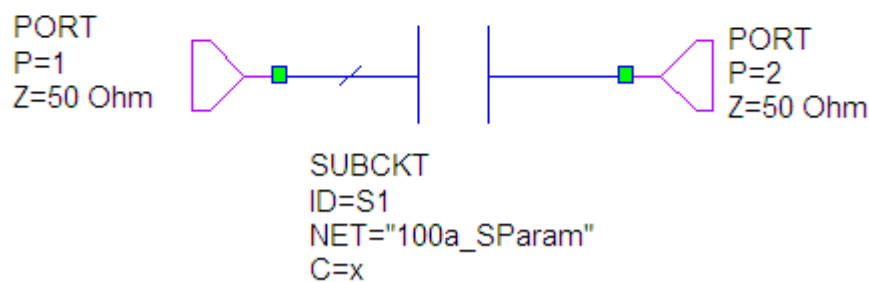 PORT
P=1
Z=50 Ohm
PORT
P=2
Z=50 Ohm
SUBCKT
ID=S1
NET="100a_SParam"
C=x